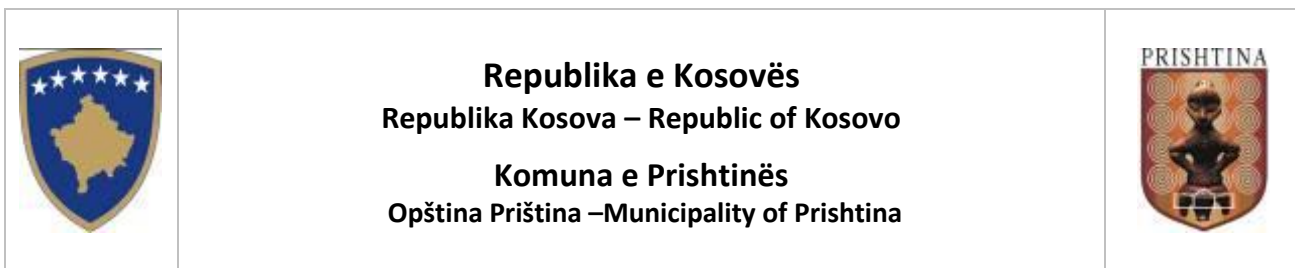 Republika e Kosovës
Republika Kosova – Republic of Kosovo
Komuna e Prishtinës
Opština Priština –Municipality of Prishtina
PRISHTINA